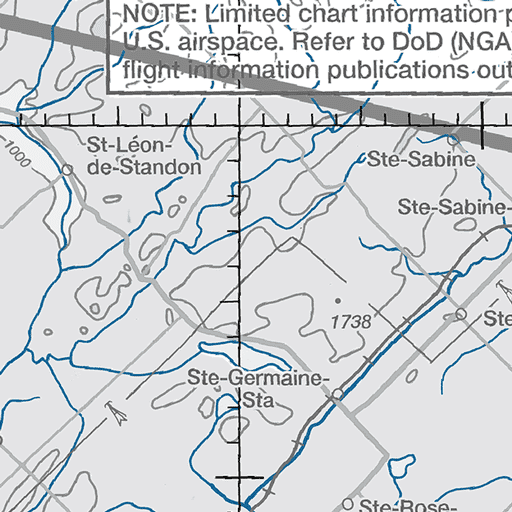 NOTE: Limited chart information p
U.S. airspace. Refer to DoD (NGA
flight information publications out
1000
St-Léon-
de-Standon
Ste-Sabine
Ste-Sabine-
1738
Ste
Ste-Germaine-
Sta
Ste-Rose-